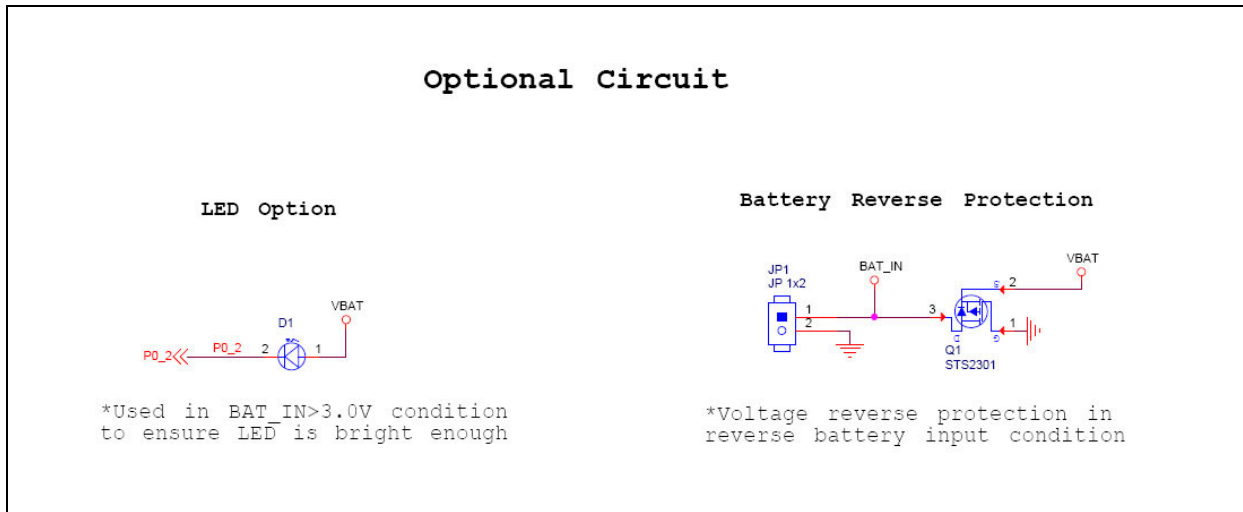 Optional Circuit
LED Option
VBAT
D1
P0_2
P0_2
2
1
*Used in BAT_IN>3.0V condition
to ensure LED is bright enough
Battery Reverse Protection
JP1
JP 1x2
BAT_IN
VBAT
1
2
3
S
2
D
G
1
Q1
STS2301
*Voltage reverse protection in
reverse battery input condition